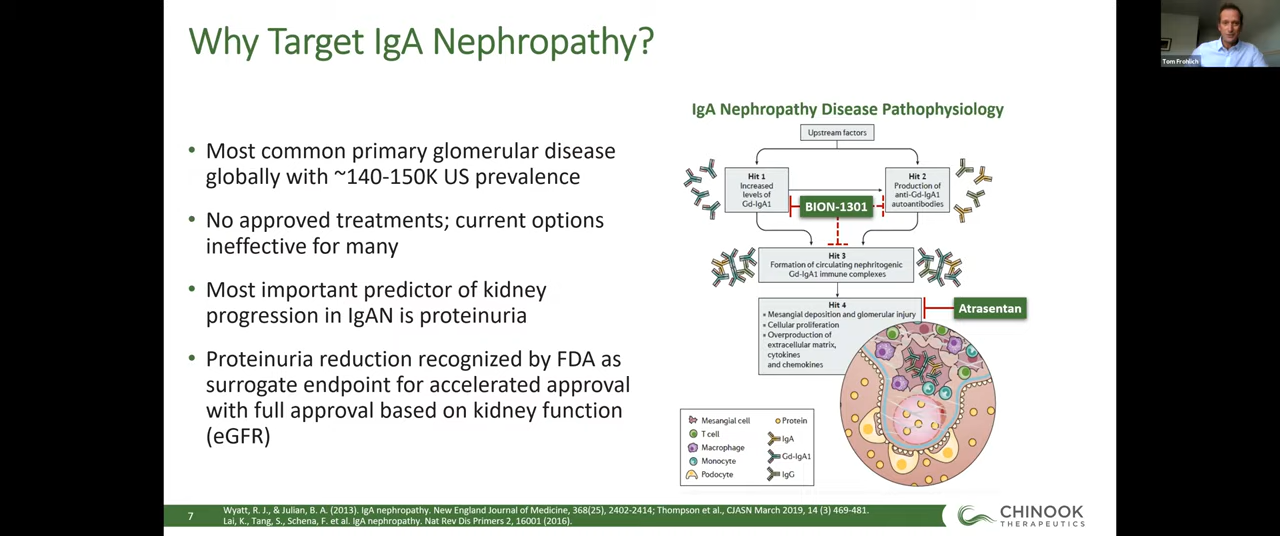 Why Target IgA Nephropathy?
Tom Frohlich
• Most common primary glomerular disease
globally with ~140-150K US prevalence
• No approved treatments; current options
ineffective for many
• Most important predictor of kidney
progression in IgAN is proteinuria
• Proteinuria reduction recognized by FDA as
surrogate endpoint for accelerated approval
with full approval based on kidney function
(eGFR)
IgA Nephropathy Disease Pathophysiology
Upstream factors
Hit 1
Increased
levels of
Gd-IgA1
Hit 2
Production of
anti-Gd-IgA1
autoantibodies
BION-1301
Hit 3
Formation of circulating nephritogenic
Gd-IgA1 immune complexes
Hit 4
• Mesangial deposition and glomerular injury
• Cellular proliferation
• Overproduction of
extracellular matrix,
cytokines
and chemokines
Atrasentan
Mesangial cell
T cell
Macrophage
Monocyte
Podocyte
Protein
IgA
Gd-IgA1
IgG
7
Wyatt, R. J., & Julian, B. A. (2013). IgA nephropathy. New England Journal of Medicine, 368(25), 2402-2414; Thompson et al., CJASN March 2019, 14 (3) 469-481.
Lai, K., Tang, S., Schena, F. et al. IgA nephropathy. Nat Rev Dis Primers 2, 16001 (2016).
CHINOOK
THERAPEUTICS